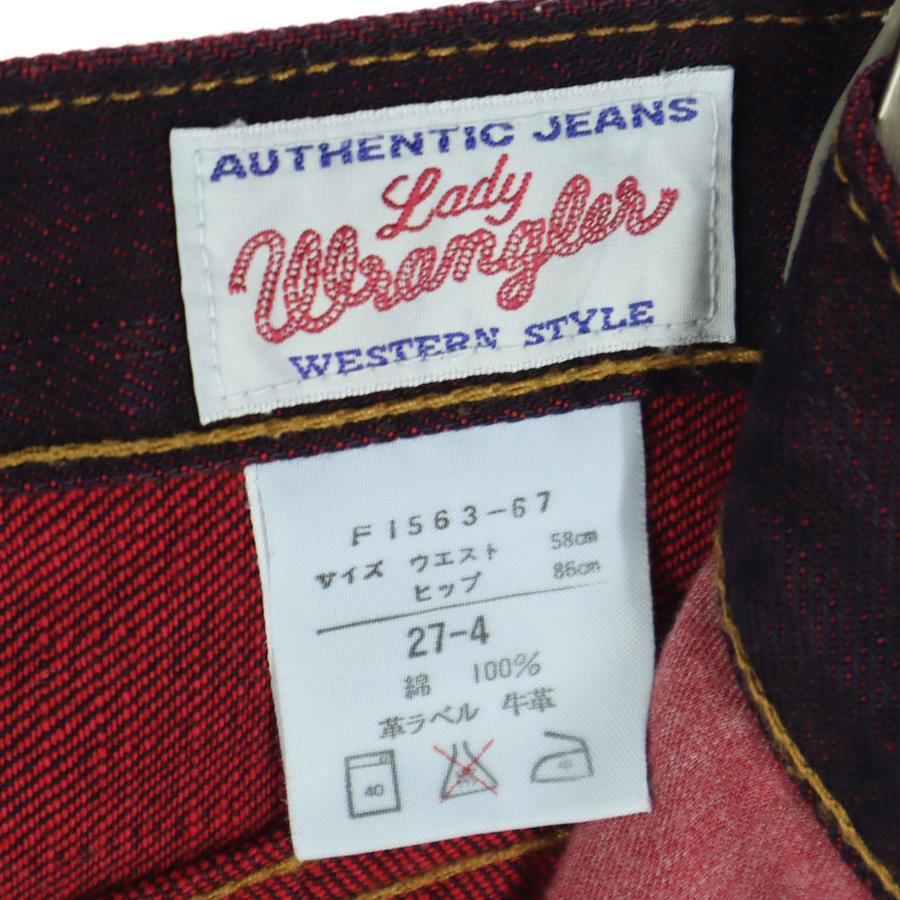 AUTHENTIC JEANS
Lady
Wrangler
WESTERN STYLE
F1563-67
サイズ ウエスト 58cm
ヒップ 86cm
27-4
綿 100%
革ラベル 牛革
40 中